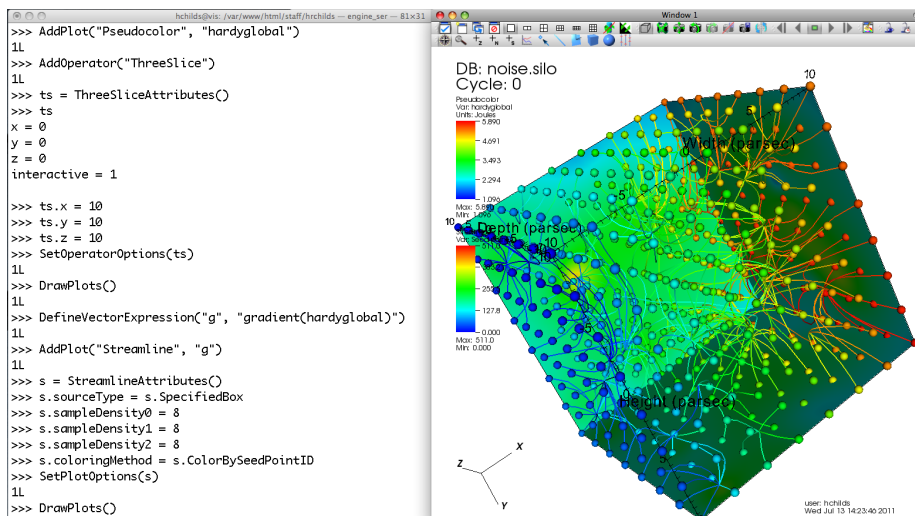 hchilds@vis: /var/www/html/staff/hrchilds — engine_ser — 81×31
>>> AddPlot("Pseudocolor", "hardyglobal")
1L
>>> AddOperator("ThreeSlice")
1L
>>> ts = ThreeSliceAttributes()
>>> ts
x = 0
y = 0
z = 0
interactive = 1
>>> ts.x = 10
>>> ts.y = 10
>>> ts.z = 10
>>> SetOperatorOptions(ts)
1L
>>> DrawPlots()
1L
>>> DefineVectorExpression("g", "gradient(hardyglobal)")
1L
>>> AddPlot("Streamline", "g")
1L
>>> s = StreamlineAttributes()
>>> s.sourceType = s.SpecifiedBox
>>> s.sampleDensity0 = 8
>>> s.sampleDensity1 = 8
>>> s.sampleDensity2 = 8
>>> s.coloringMethod = s.ColorBySeedPointID
>>> SetPlotOptions(s)
1L
>>> DrawPlots()
Window 1
DB: noise.silo
Cycle: 0
Pseudocolor
Var: hardyglobal
Units: Joules
5.890
4.691
3.493
2.294
1.096
Min: 1.096
10
5
Width (parsec)
-5
10
Depth (parsec)
10
127.8
0.000
Max: 511.0
Min: 0.000
-5
Height (parsec)
5
X
Z
Y
user: hchilds
Wed Jul 13 14:23:46 2011